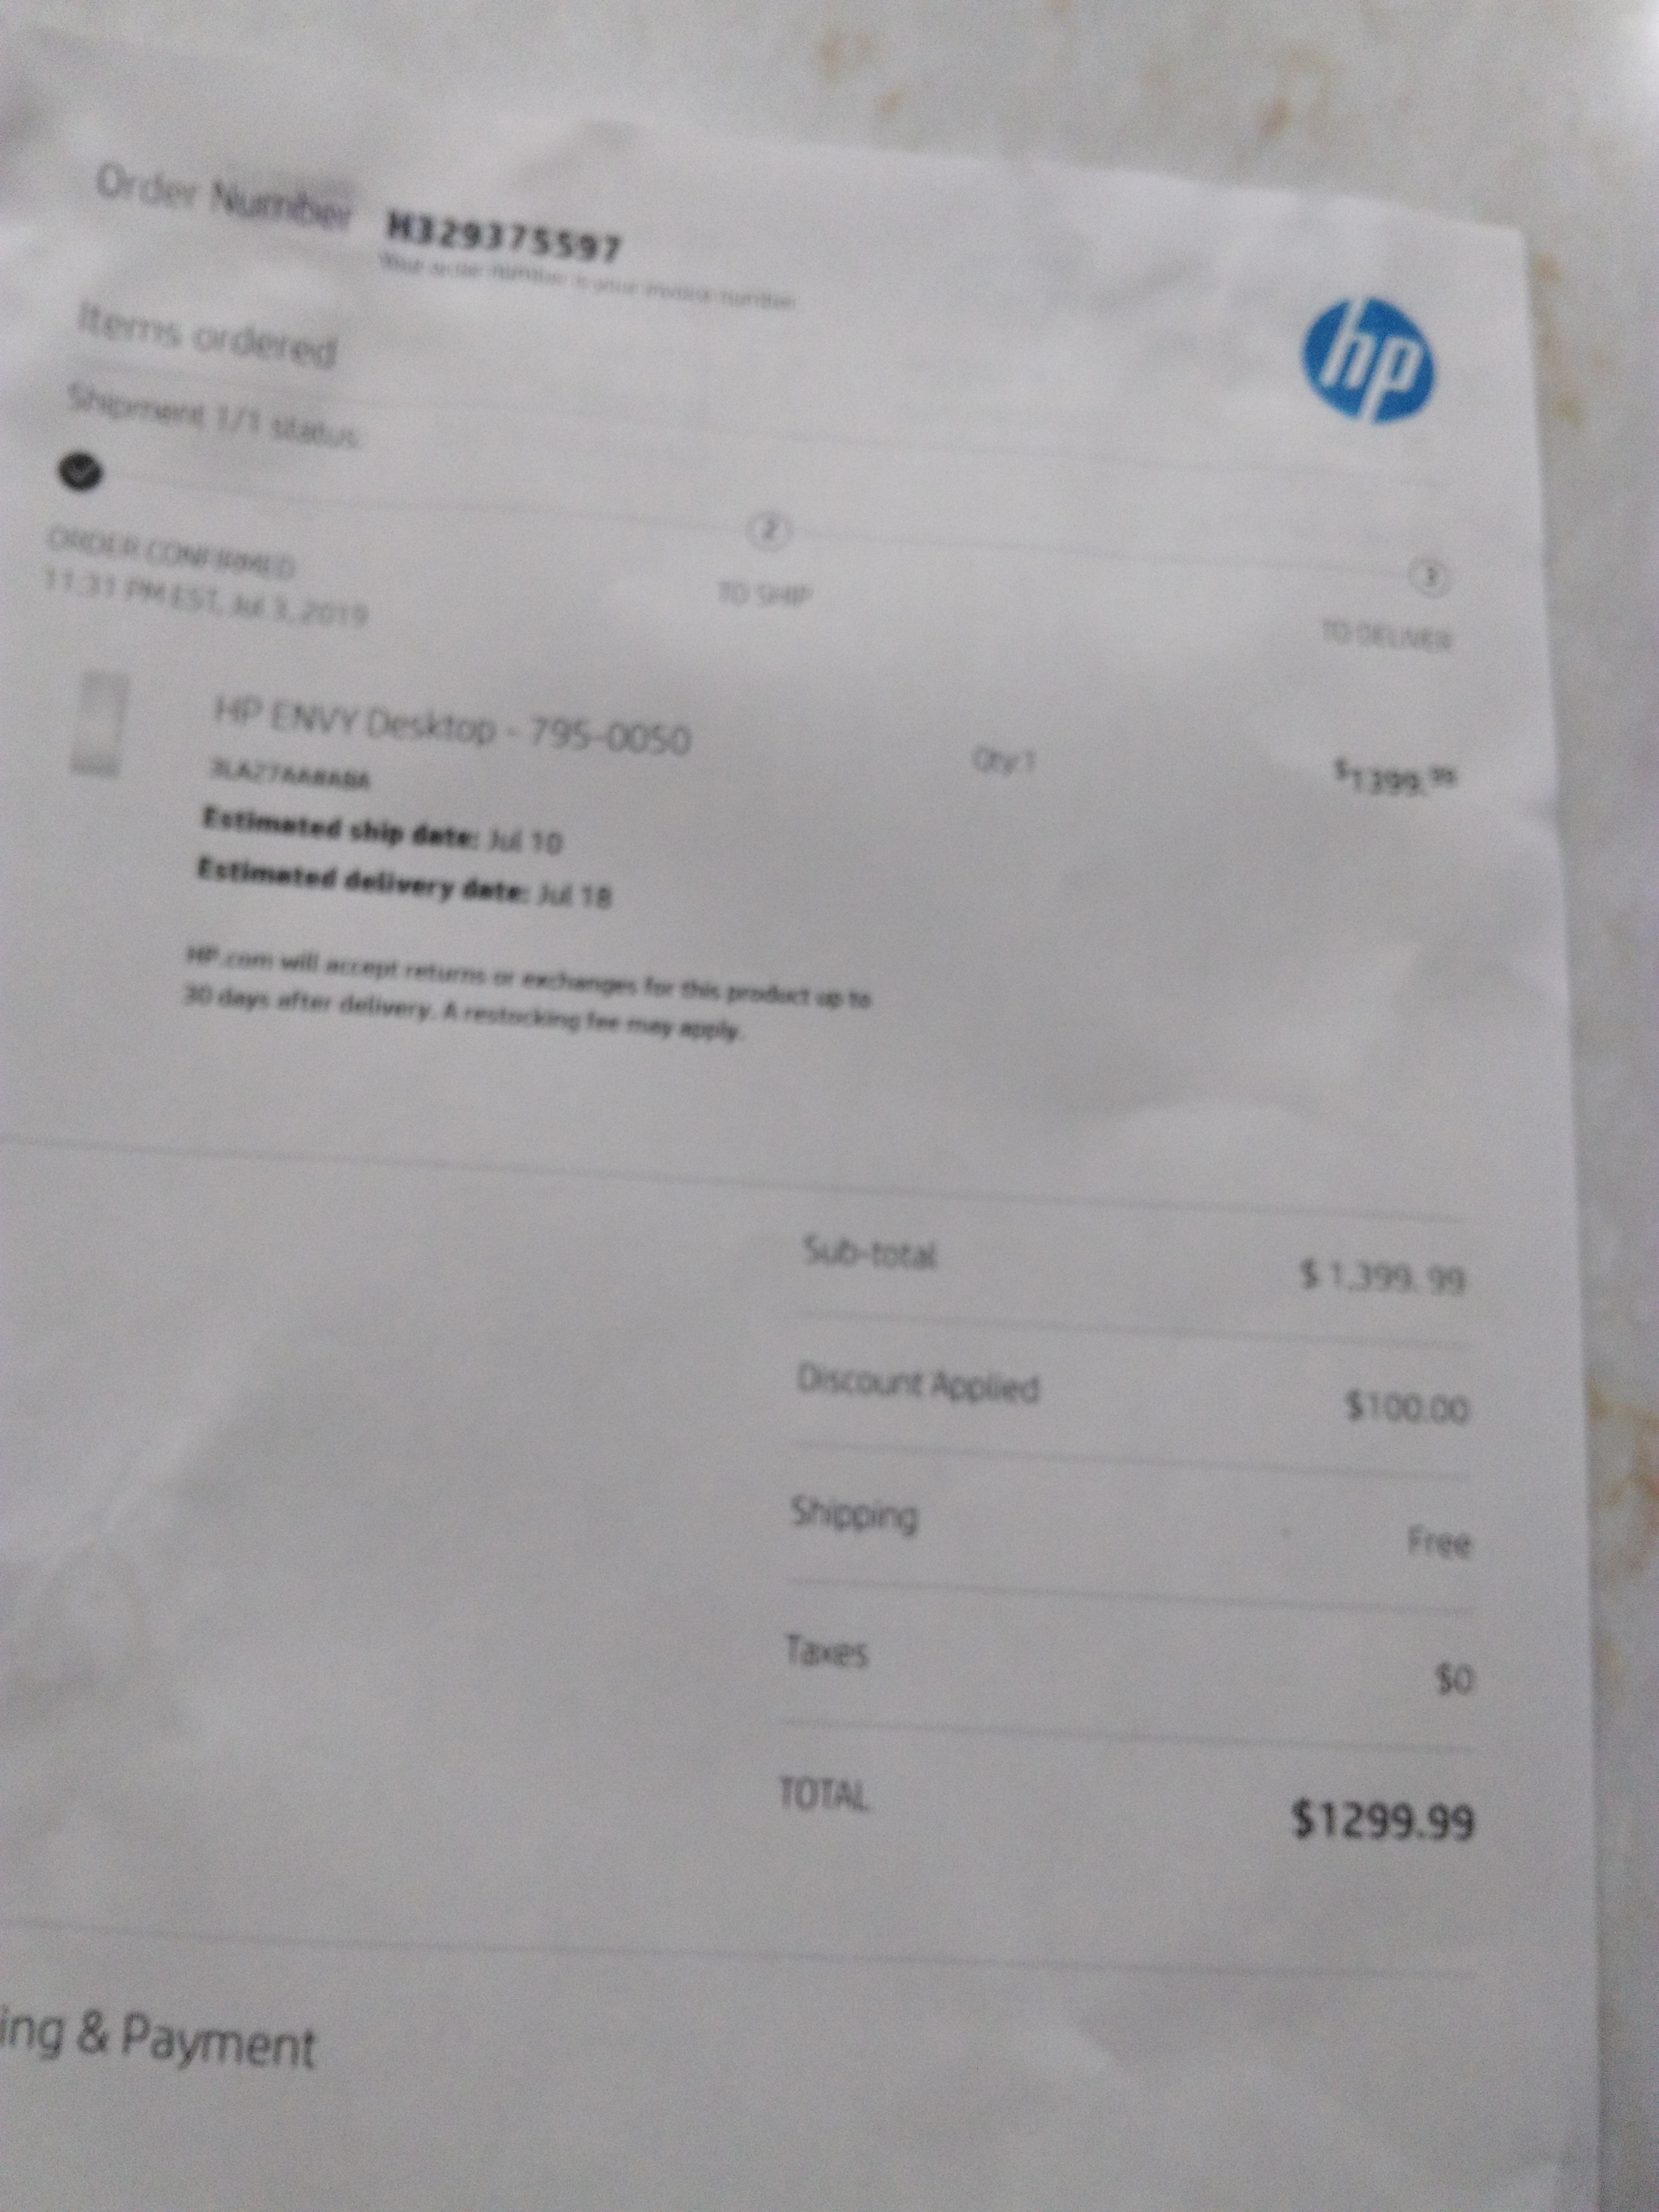 Order Number H329375597
Your order number is your invoice number.
hp
Items ordered
Shipment 1/1 status:
2
3
ORDER CONFIRMED
TO SHIP
TO DELIVER
11:31 PM EST, Jul 3, 2019
HP ENVY Desktop - 795-0050 Qty:1 $1399.99
Estimated ship date: Jul 10
Estimated delivery date: Jul 18
HP.com will accept returns or exchanges for this product up to
30 days after delivery. A restocking fee may apply.
Sub-total $ 1,399. 99
Discount Applied $100.00
Shipping Free
Taxes $0
TOTAL $1299.99
ing & Payment